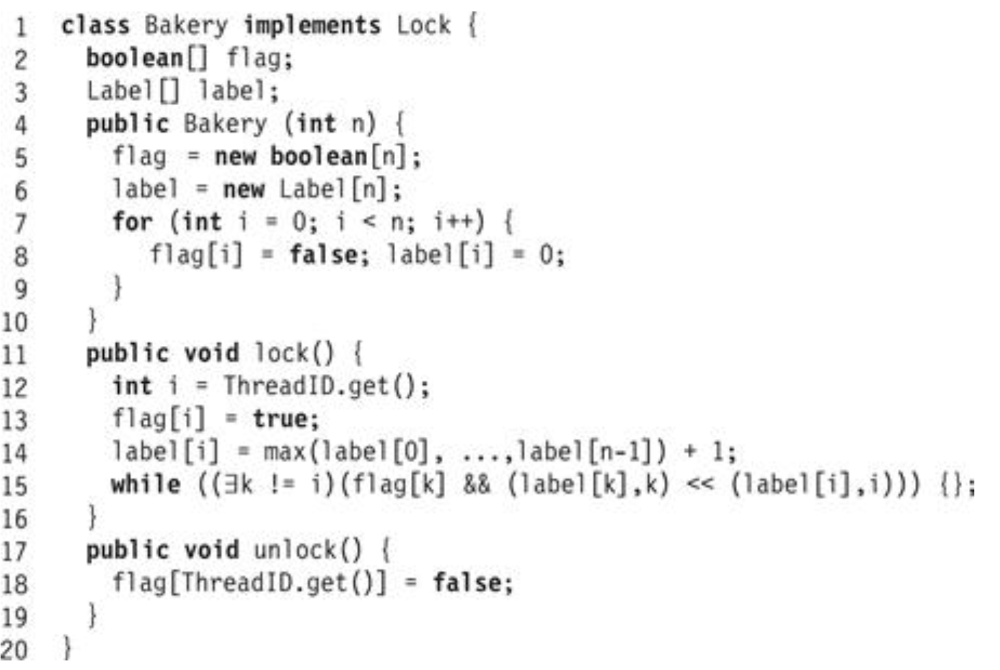 1 class Bakery implements Lock {
2 boolean[] flag;
3 Label[] label;
4 public Bakery (int n) {
5 flag = new boolean[n];
6 label = new Label[n];
7 for (int i = 0; i < n; i++) {
8 flag[i] = false; label[i] = 0;
9 }
10 }
11 public void lock() {
12 int i = ThreadID.get();
13 flag[i] = true;
14 label[i] = max(label[0], ...,label[n-1]) + 1;
15 while ((∃k != i)(flag[k] && (label[k],k) << (label[i],i))) {};
16 }
17 public void unlock() {
18 flag[ThreadID.get()] = false;
19 }
20 }